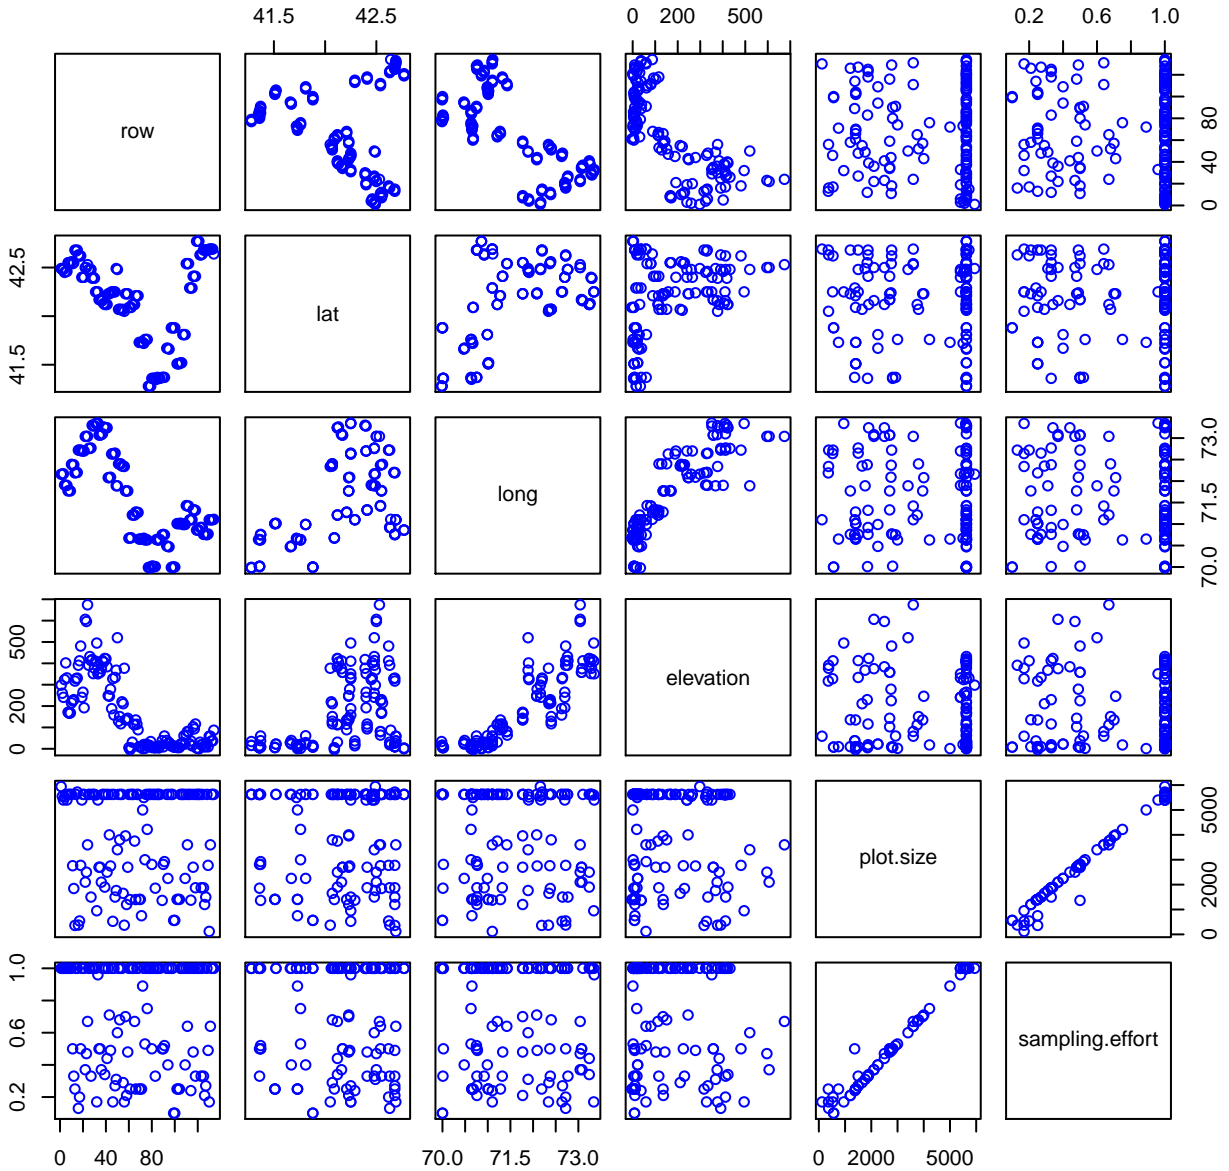 41.5 42.5 0 200 500 0.2 0.6 1.0
row 0 40 80
41.5 42.5 lat
long 70.0 71.5 73.0
0 200 500 elevation
plot.size 0 2000 5000
0.2 0.6 1.0 sampling.effort
0 40 80 70.0 71.5 73.0 0 2000 5000